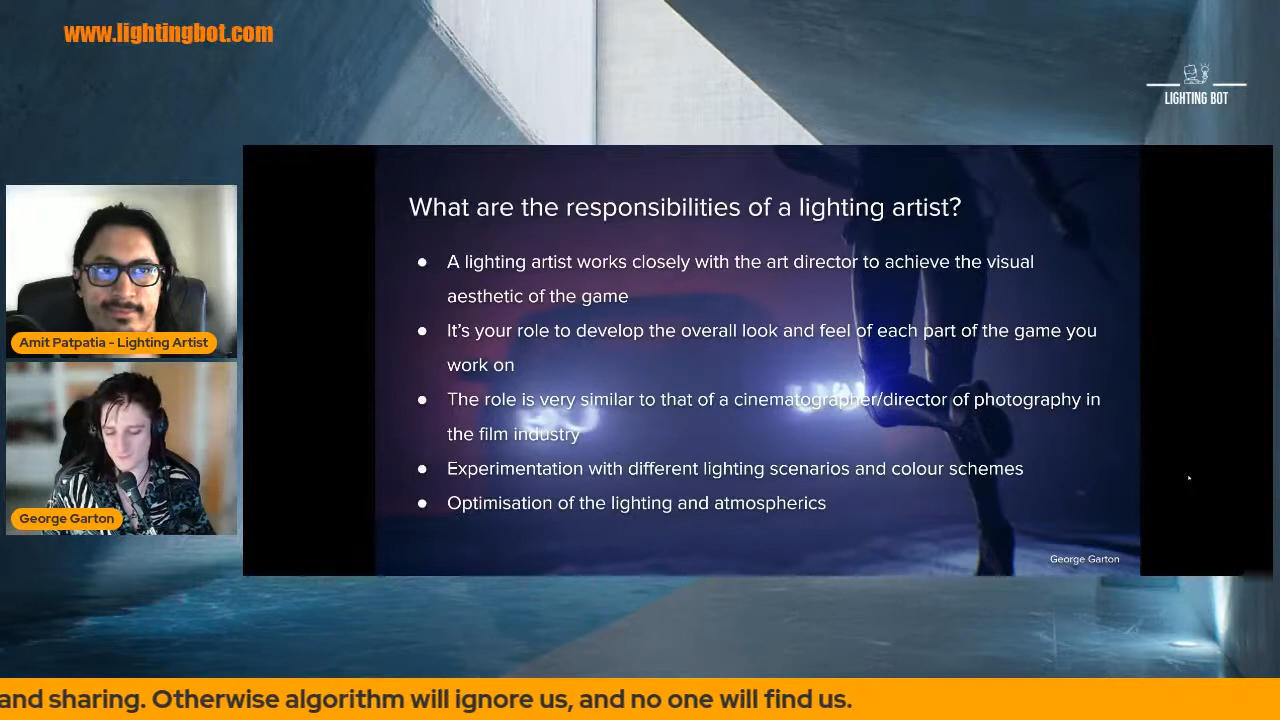 www.lightingbot.com
LIGHTING BOT
What are the responsibilities of a lighting artist?
● A lighting artist works closely with the art director to achieve the visual
aesthetic of the game
● It's your role to develop the overall look and feel of each part of the game you
work on
● The role is very similar to that of a cinematographer/director of photography in
the film industry
● Experimentation with different lighting scenarios and colour schemes
● Optimisation of the lighting and atmospherics
George Garton
Amit Patpatia - Lighting Artist
George Garton
and sharing. Otherwise algorithm will ignore us, and no one will find us.